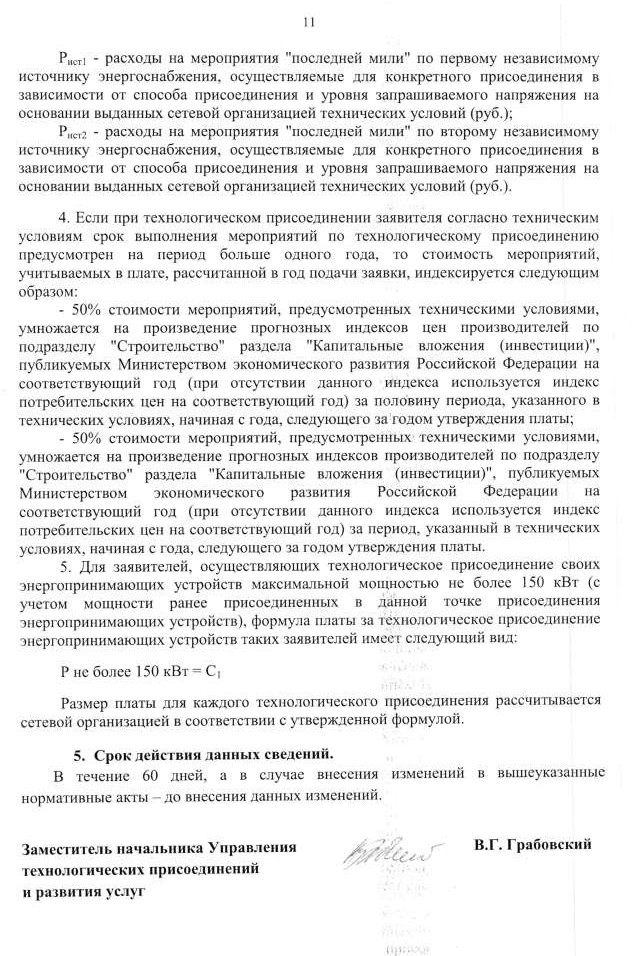 11
Рист1 - расходы на мероприятия "последней мили" по первому независимому
источнику энергоснабжения, осуществляемые для конкретного присоединения в
зависимости от способа присоединения и уровня запрашиваемого напряжения на
основании выданных сетевой организацией технических условий (руб.);
Рист2 - расходы на мероприятия "последней мили" по второму независимому
источнику энергоснабжения, осуществляемые для конкретного присоединения в
зависимости от способа присоединения и уровня запрашиваемого напряжения на
основании выданных сетевой организацией технических условий (руб.).
4. Если при технологическом присоединении заявителя согласно техническим
условиям срок выполнения мероприятий по технологическому присоединению
предусмотрен на период больше одного года, то стоимость мероприятий,
учитываемых в плате, рассчитанной в год подачи заявки, индексируется следующим
образом:
- 50% стоимости мероприятий, предусмотренных техническими условиями,
умножается на произведение прогнозных индексов цен производителей по
подразделу "Строительство" раздела "Капитальные вложения (инвестиции)",
публикуемых Министерством экономического развития Российской Федерации на
соответствующий год (при отсутствии данного индекса используется индекс
потребительских цен на соответствующий год) за половину периода, указанного в
технических условиях, начиная с года, следующего за годом утверждения платы;
- 50% стоимости мероприятий, предусмотренных техническими условиями,
умножается на произведение прогнозных индексов производителей по подразделу
"Строительство" раздела "Капитальные вложения (инвестиции)", публикуемых
Министерством экономического развития Российской Федерации на
соответствующий год (при отсутствии данного индекса используется индекс
потребительских цен на соответствующий год) за период, указанный в технических
условиях, начиная с года, следующего за годом утверждения платы.
5. Для заявителей, осуществляющих технологическое присоединение своих
энергопринимающих устройств максимальной мощностью не более 150 кВт (с
учетом мощности ранее присоединенных в данной точке присоединения
энергопринимающих устройств), формула платы за технологическое присоединение
энергопринимающих устройств таких заявителей имеет следующий вид:
Р не более 150 кВт = С1
Размер платы для каждого технологического присоединения рассчитывается
сетевой организацией в соответствии с утвержденной формулой.
5. Срок действия данных сведений.
В течение 60 дней, а в случае внесения изменений в вышеуказанные
нормативные акты – до внесения данных изменений.
Заместитель начальника Управления В.Г. Грабовский
технологических присоединений
и развития услуг